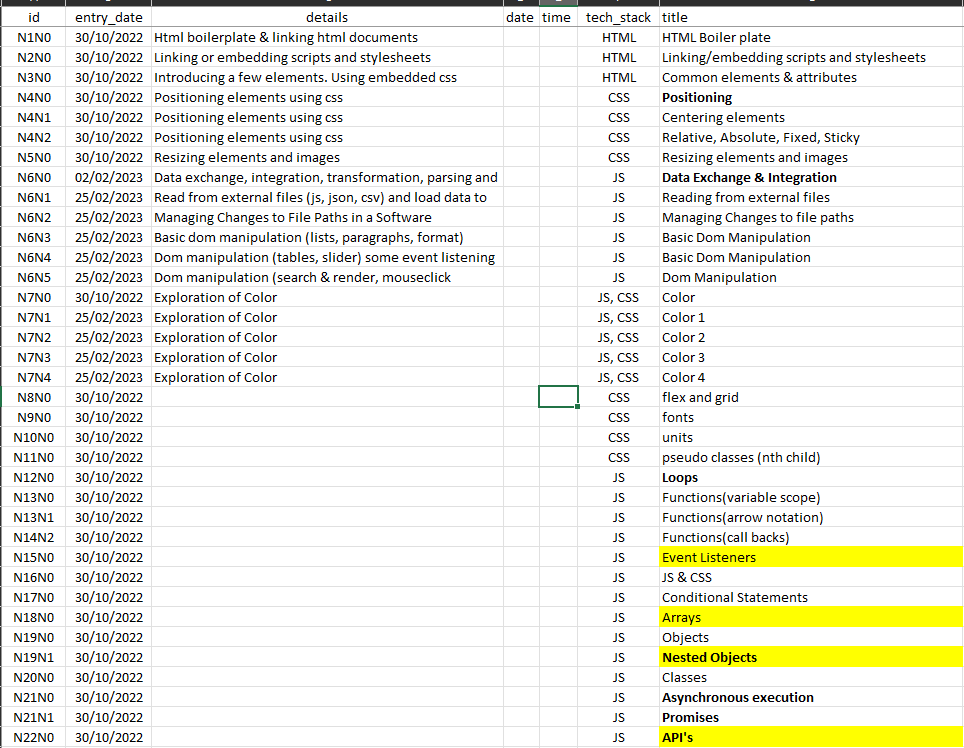 id entry_date details date time tech_stack title
N1N0 30/10/2022 Html boilerplate & linking html documents HTML HTML Boiler plate
N2N0 30/10/2022 Linking or embedding scripts and stylesheets HTML Linking/embedding scripts and stylesheets
N3N0 30/10/2022 Introducing a few elements. Using embedded css HTML Common elements & attributes
N4N0 30/10/2022 Positioning elements using css CSS Positioning
N4N1 30/10/2022 Positioning elements using css CSS Centering elements
N4N2 30/10/2022 Positioning elements using css CSS Relative, Absolute, Fixed, Sticky
N5N0 30/10/2022 Resizing elements and images CSS Resizing elements and images
N6N0 02/02/2023 Data exchange, integration, transformation, parsing and JS Data Exchange & Integration
N6N1 25/02/2023 Read from external files (js, json, csv) and load data to JS Reading from external files
N6N2 25/02/2023 Managing Changes to File Paths in a Software JS Managing Changes to file paths
N6N3 25/02/2023 Basic dom manipulation (lists, paragraphs, format) JS Basic Dom Manipulation
N6N4 25/02/2023 Dom manipulation (tables, slider) some event listening JS Basic Dom Manipulation
N6N5 25/02/2023 Dom manipulation (search & render, mouseclick JS Dom Manipulation
N7N0 30/10/2022 Exploration of Color JS, CSS Color
N7N1 25/02/2023 Exploration of Color JS, CSS Color 1
N7N2 25/02/2023 Exploration of Color JS, CSS Color 2
N7N3 25/02/2023 Exploration of Color JS, CSS Color 3
N7N4 25/02/2023 Exploration of Color JS, CSS Color 4
N8N0 30/10/2022 CSS flex and grid
N9N0 30/10/2022 CSS fonts
N10N0 30/10/2022 CSS units
N11N0 30/10/2022 CSS pseudo classes (nth child)
N12N0 30/10/2022 JS Loops
N13N0 30/10/2022 JS Functions(variable scope)
N13N1 30/10/2022 JS Functions(arrow notation)
N14N2 30/10/2022 JS Functions(call backs)
N15N0 30/10/2022 JS Event Listeners
N16N0 30/10/2022 JS JS & CSS
N17N0 30/10/2022 JS Conditional Statements
N18N0 30/10/2022 JS Arrays
N19N0 30/10/2022 JS Objects
N19N1 30/10/2022 JS Nested Objects
N20N0 30/10/2022 JS Classes
N21N0 30/10/2022 JS Asynchronous execution
N21N1 30/10/2022 JS Promises
N22N0 30/10/2022 JS API's